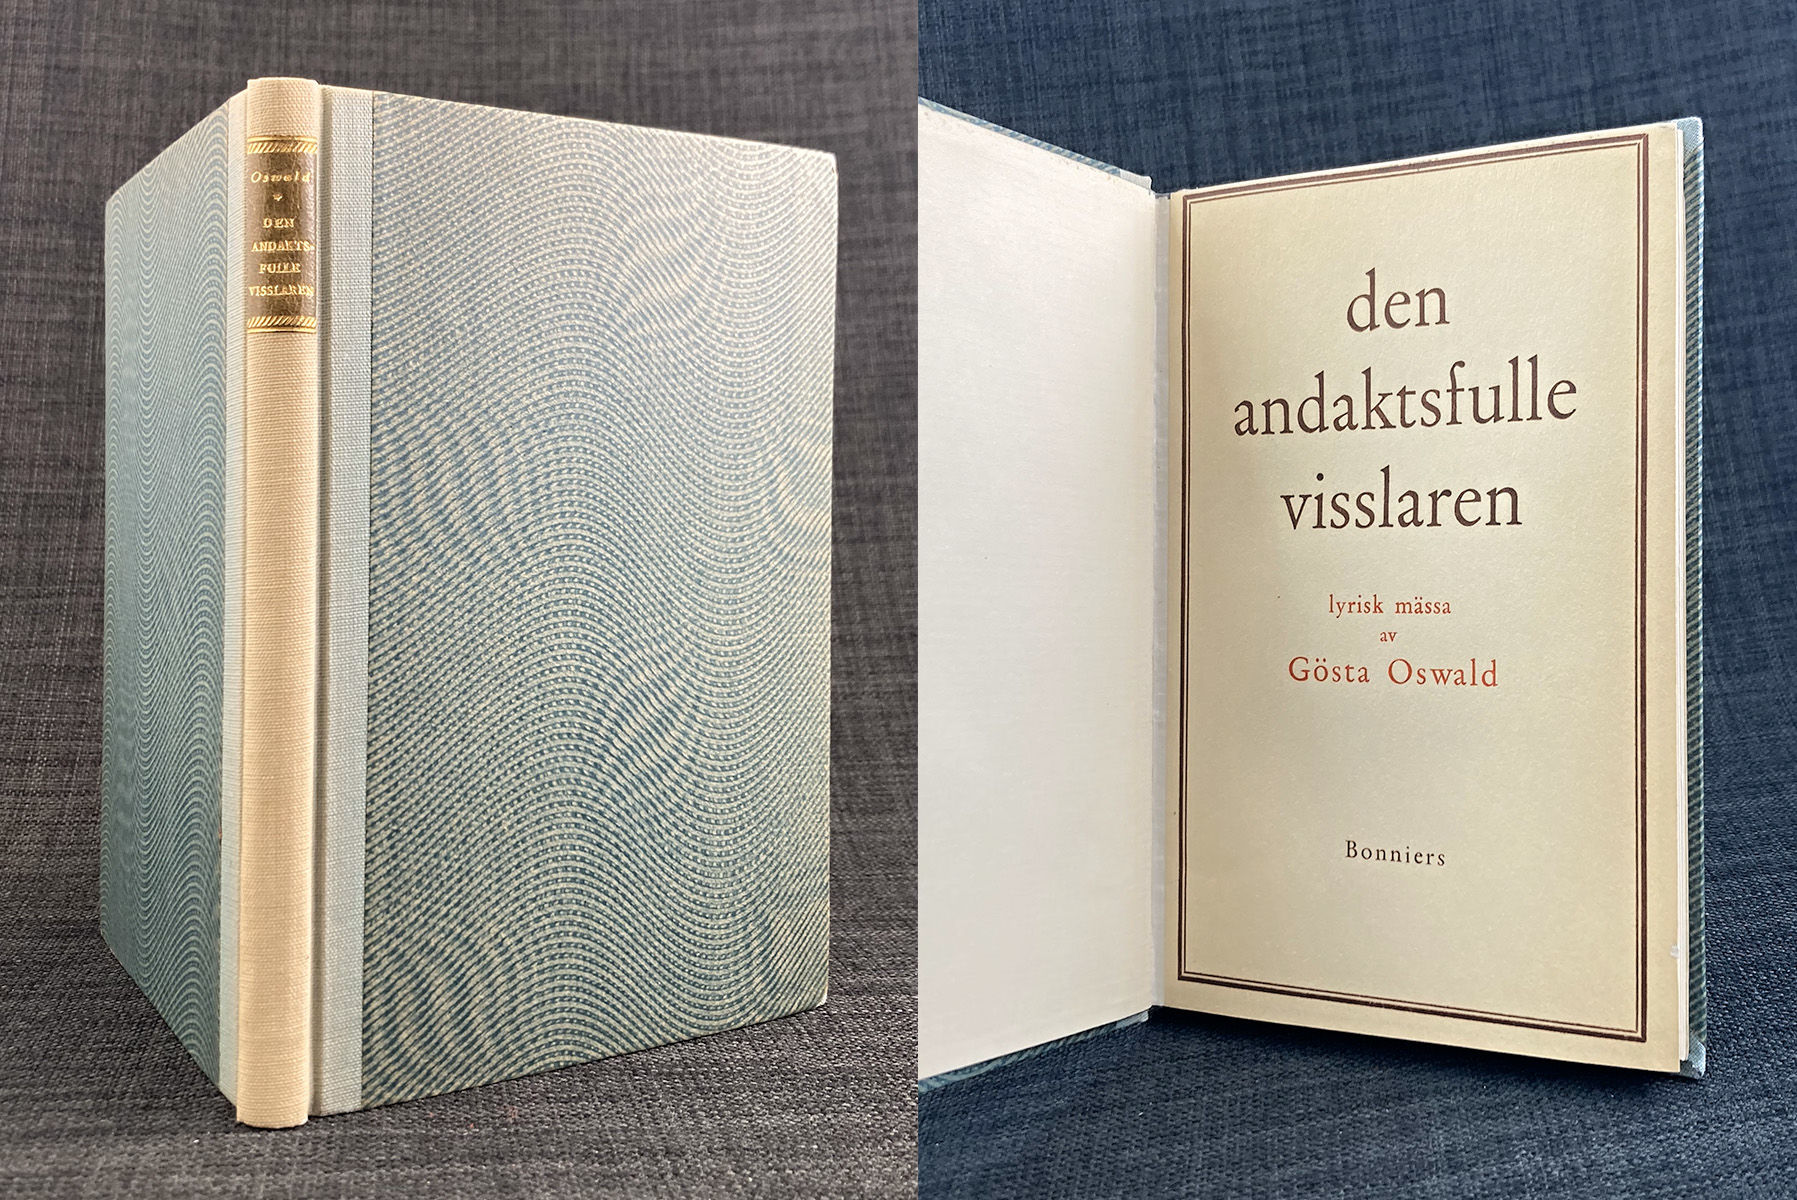 Oswald
DEN
ANDAKTS-
FULLE
VISSLAREN
den
andaktsfulle
visslaren
lyrisk mässa
av
Gösta Oswald
Bonniers